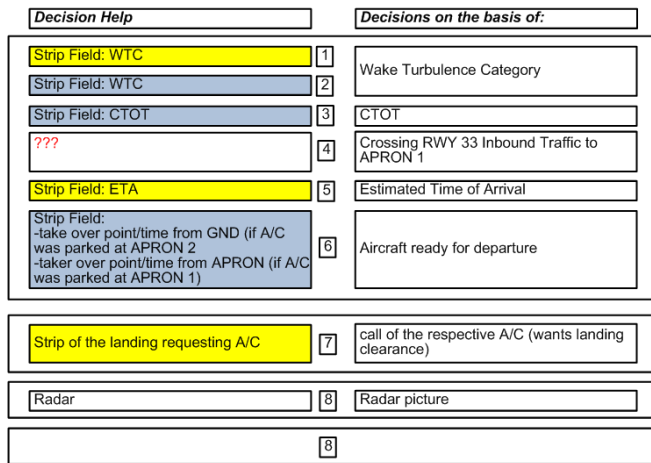 Decision Help
Decisions on the basis of:
Strip Field: WTC
1
Wake Turbulence Category
Strip Field: WTC
2
Strip Field: CTOT
3
CTOT
???
4
Crossing RWY 33 Inbound Traffic to
APRON 1
Strip Field: ETA
5
Estimated Time of Arrival
Strip Field:
-take over point/time from GND (if A/C
was parked at APRON 2
-taker over point/time from APRON (if A/C
was parked at APRON 1)
6
Aircraft ready for departure
Strip of the landing requesting A/C
7
call of the respective A/C (wants landing
clearance)
Radar
8
Radar picture
8